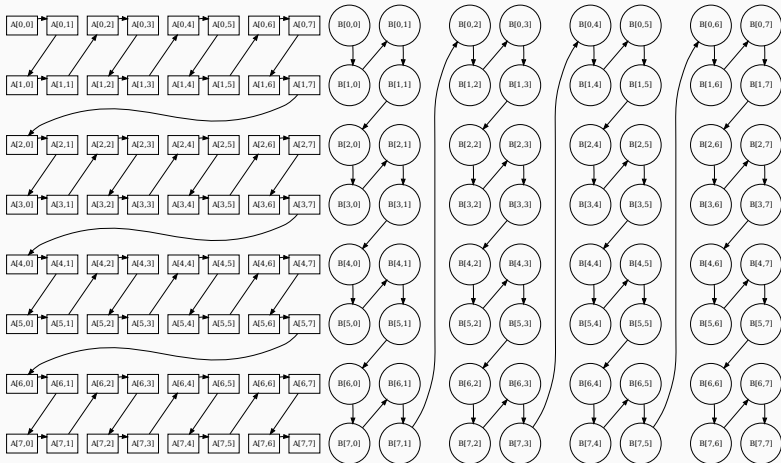 A[0,0] A[0,1] A[0,2] A[0,3] A[0,4] A[0,5] A[0,6] A[0,7] B[0,0] B[0,1] B[0,2] B[0,3] B[0,4] B[0,5] B[0,6] B[0,7]
A[1,0] A[1,1] A[1,2] A[1,3] A[1,4] A[1,5] A[1,6] A[1,7] B[1,0] B[1,1] B[1,2] B[1,3] B[1,4] B[1,5] B[1,6] B[1,7]
A[2,0] A[2,1] A[2,2] A[2,3] A[2,4] A[2,5] A[2,6] A[2,7] B[2,0] B[2,1] B[2,2] B[2,3] B[2,4] B[2,5] B[2,6] B[2,7]
A[3,0] A[3,1] A[3,2] A[3,3] A[3,4] A[3,5] A[3,6] A[3,7] B[3,0] B[3,1] B[3,2] B[3,3] B[3,4] B[3,5] B[3,6] B[3,7]
A[4,0] A[4,1] A[4,2] A[4,3] A[4,4] A[4,5] A[4,6] A[4,7] B[4,0] B[4,1] B[4,2] B[4,3] B[4,4] B[4,5] B[4,6] B[4,7]
A[5,0] A[5,1] A[5,2] A[5,3] A[5,4] A[5,5] A[5,6] A[5,7] B[5,0] B[5,1] B[5,2] B[5,3] B[5,4] B[5,5] B[5,6] B[5,7]
A[6,0] A[6,1] A[6,2] A[6,3] A[6,4] A[6,5] A[6,6] A[6,7] B[6,0] B[6,1] B[6,2] B[6,3] B[6,4] B[6,5] B[6,6] B[6,7]
A[7,0] A[7,1] A[7,2] A[7,3] A[7,4] A[7,5] A[7,6] A[7,7] B[7,0] B[7,1] B[7,2] B[7,3] B[7,4] B[7,5] B[7,6] B[7,7]